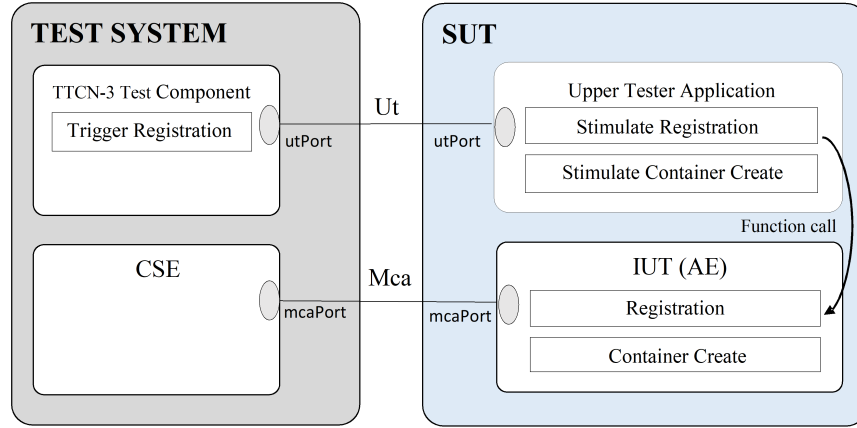 TEST SYSTEM
TTCN-3 Test Component
Trigger Registration
utPort
CSE
mcaPort
Ut
Mca
SUT
Upper Tester Application
Stimulate Registration
utPort
Stimulate Container Create
Function call
IUT (AE)
Registration
mcaPort
Container Create